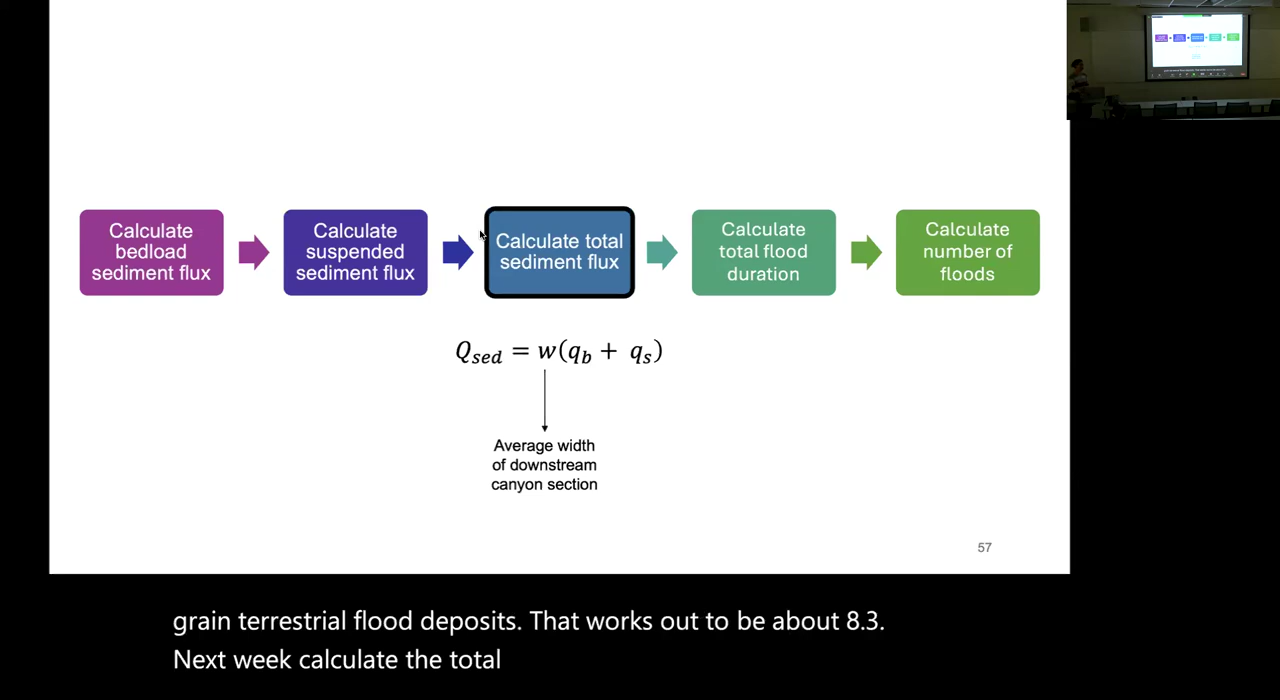 Calculate
bedload
sediment flux
Calculate
suspended
sediment flux
Calculate total
sediment flux
Calculate
total flood
duration
Calculate
number of
floods
Q_sed = w(q_b + q_s)
Average width
of downstream
canyon section
57
grain terrestrial flood deposits. That works out to be about 8.3.
Next week calculate the total